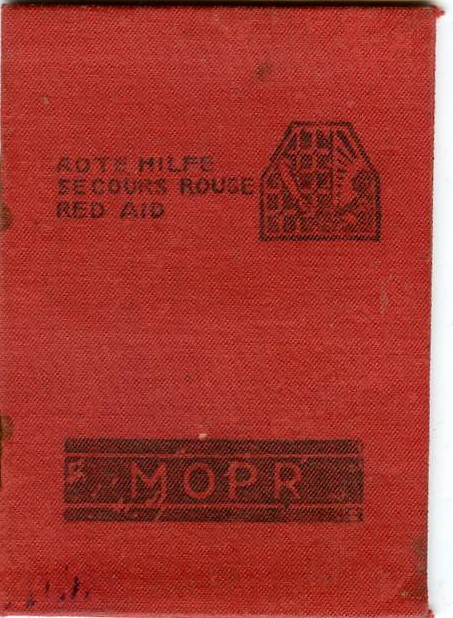 ROTE HILFE
SECOURS ROUGE
RED AID
MOPR